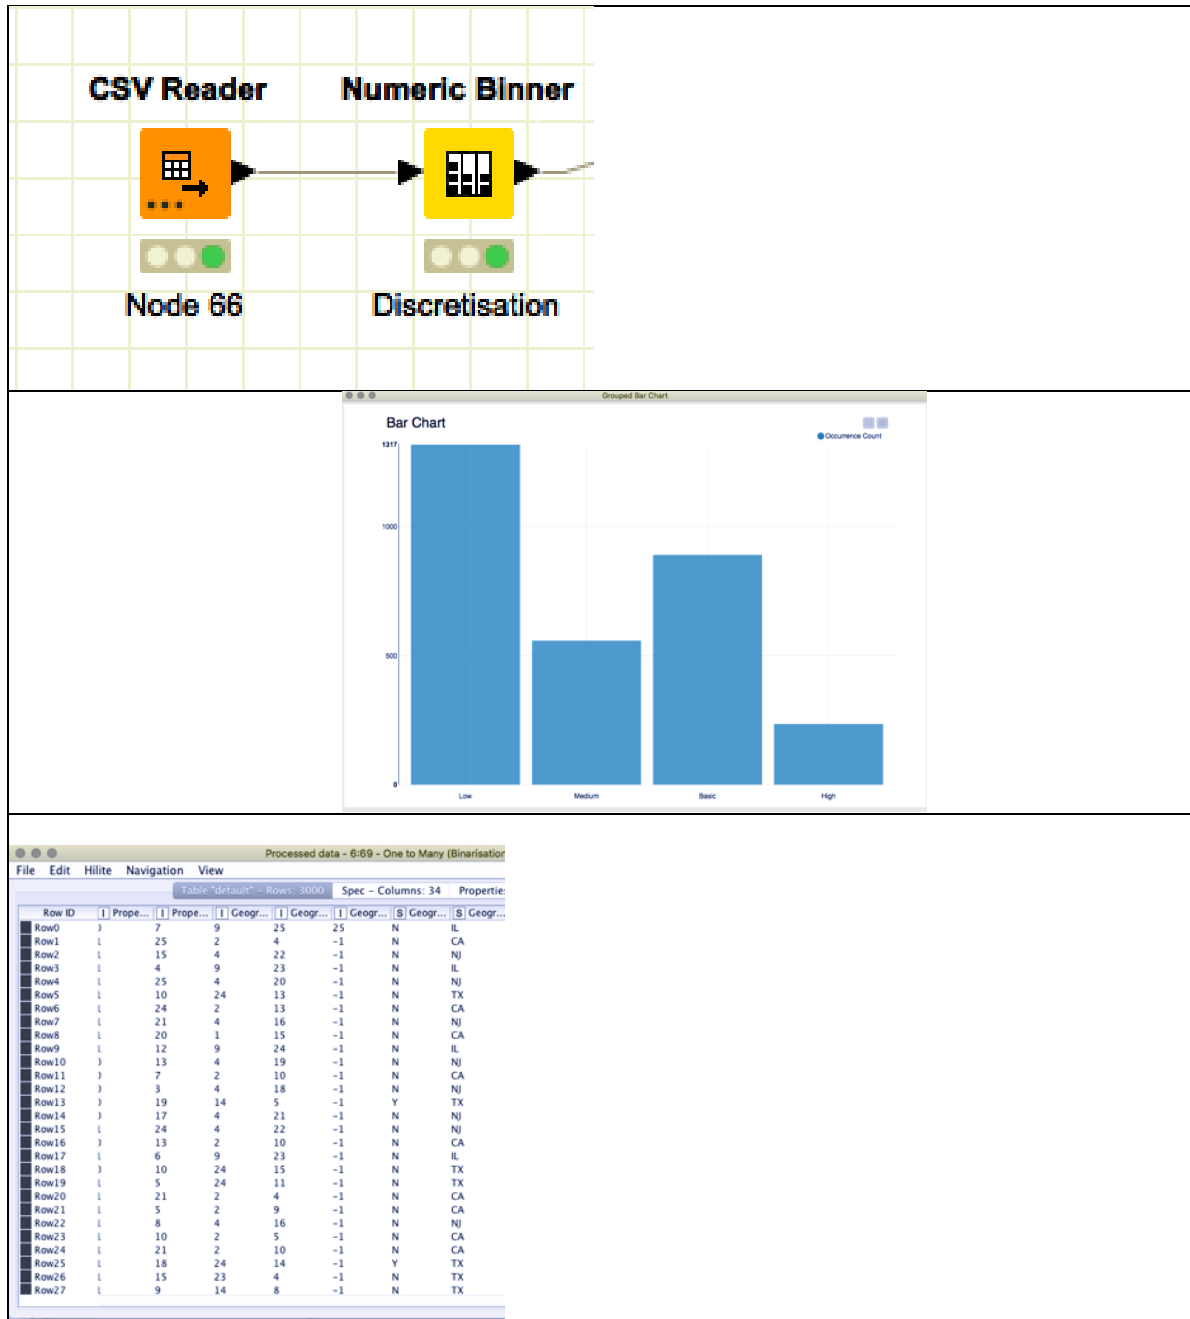 CSV Reader Numeric Binner
Node 66 Discretisation
Grouped Bar Chart
Bar Chart
Occurrence Count
1317
1000
500
0
Low Medium Basic High
Processed data - 6:69 - One to Many (Binarisation
File Edit Hilite Navigation View
Table "default" - Rows: 3000 Spec - Columns: 34 Properties
Row ID I Prope... I Prope... I Geogr... I Geogr... I Geogr... S Geogr... S Geogr...
Row0 7 9 25 25 N IL
Row1 25 2 4 -1 N CA
Row2 15 4 22 -1 N NJ
Row3 4 9 23 -1 N IL
Row4 25 4 20 -1 N NJ
Row5 10 24 13 -1 N TX
Row6 24 2 13 -1 N CA
Row7 21 4 16 -1 N NJ
Row8 20 1 15 -1 N CA
Row9 12 9 24 -1 N IL
Row10 13 4 19 -1 N NJ
Row11 7 2 10 -1 N CA
Row12 3 4 18 -1 N NJ
Row13 19 14 5 -1 Y TX
Row14 17 4 21 -1 N NJ
Row15 24 4 22 -1 N NJ
Row16 13 2 10 -1 N CA
Row17 6 9 23 -1 N IL
Row18 10 24 15 -1 N TX
Row19 5 24 11 -1 N TX
Row20 21 2 4 -1 N CA
Row21 5 2 9 -1 N CA
Row22 8 4 16 -1 N NJ
Row23 10 2 5 -1 N CA
Row24 21 2 10 -1 N CA
Row25 18 24 14 -1 Y TX
Row26 15 23 4 -1 N TX
Row27 9 14 8 -1 N TX